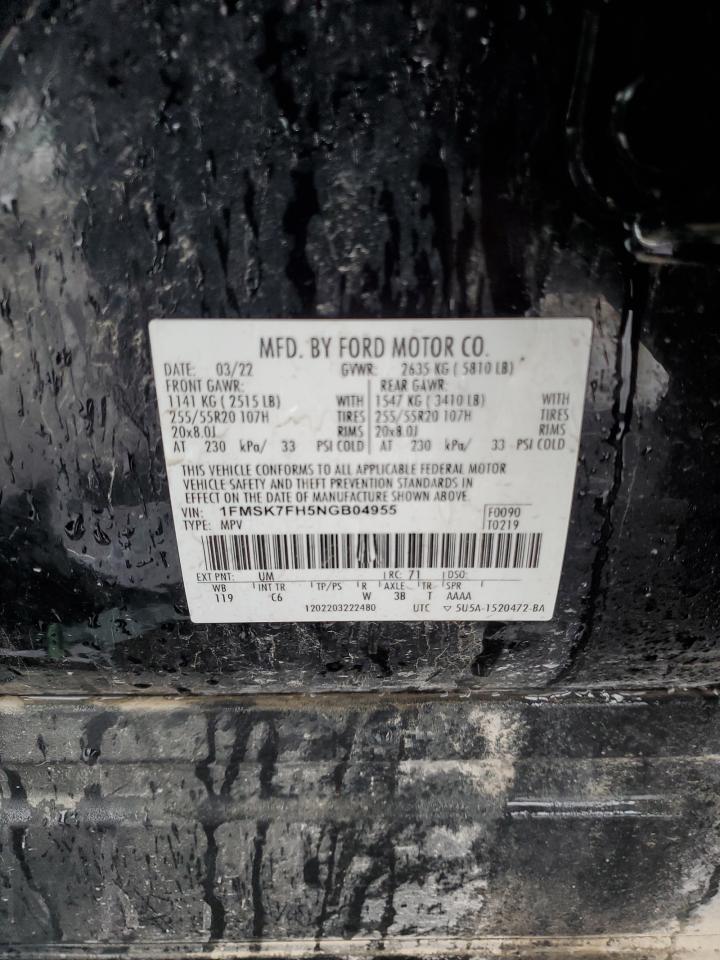 MFD. BY FORD MOTOR CO.
DATE: 03/22 GVWR: 2635 KG ( 5810 LB)
FRONT GAWR: REAR GAWR:
1141 KG ( 2515 LB) WITH 1547 KG ( 3410 LB) WITH
255/55R20 107H TIRES 255/55R20 107H TIRES
20x8.0J RIMS 20x8.0J RIMS
AT 230 kPa/ 33 PSI COLD AT 230 kPa/ 33 PSI COLD
THIS VEHICLE CONFORMS TO ALL APPLICABLE FEDERAL MOTOR
VEHICLE SAFETY AND THEFT PREVENTION STANDARDS IN
EFFECT ON THE DATE OF MANUFACTURE SHOWN ABOVE.
VIN: 1FMSK7FH5NGB04955 F0090
TYPE: MPV T0219
EXT PNT: UM RC: 71 DSO:
WB INT TR TP/PS R AXLE TR SPR
119 C6 W 3B T AAAA
1202203222480 UTC ▽ 5U5A-1520472-BA